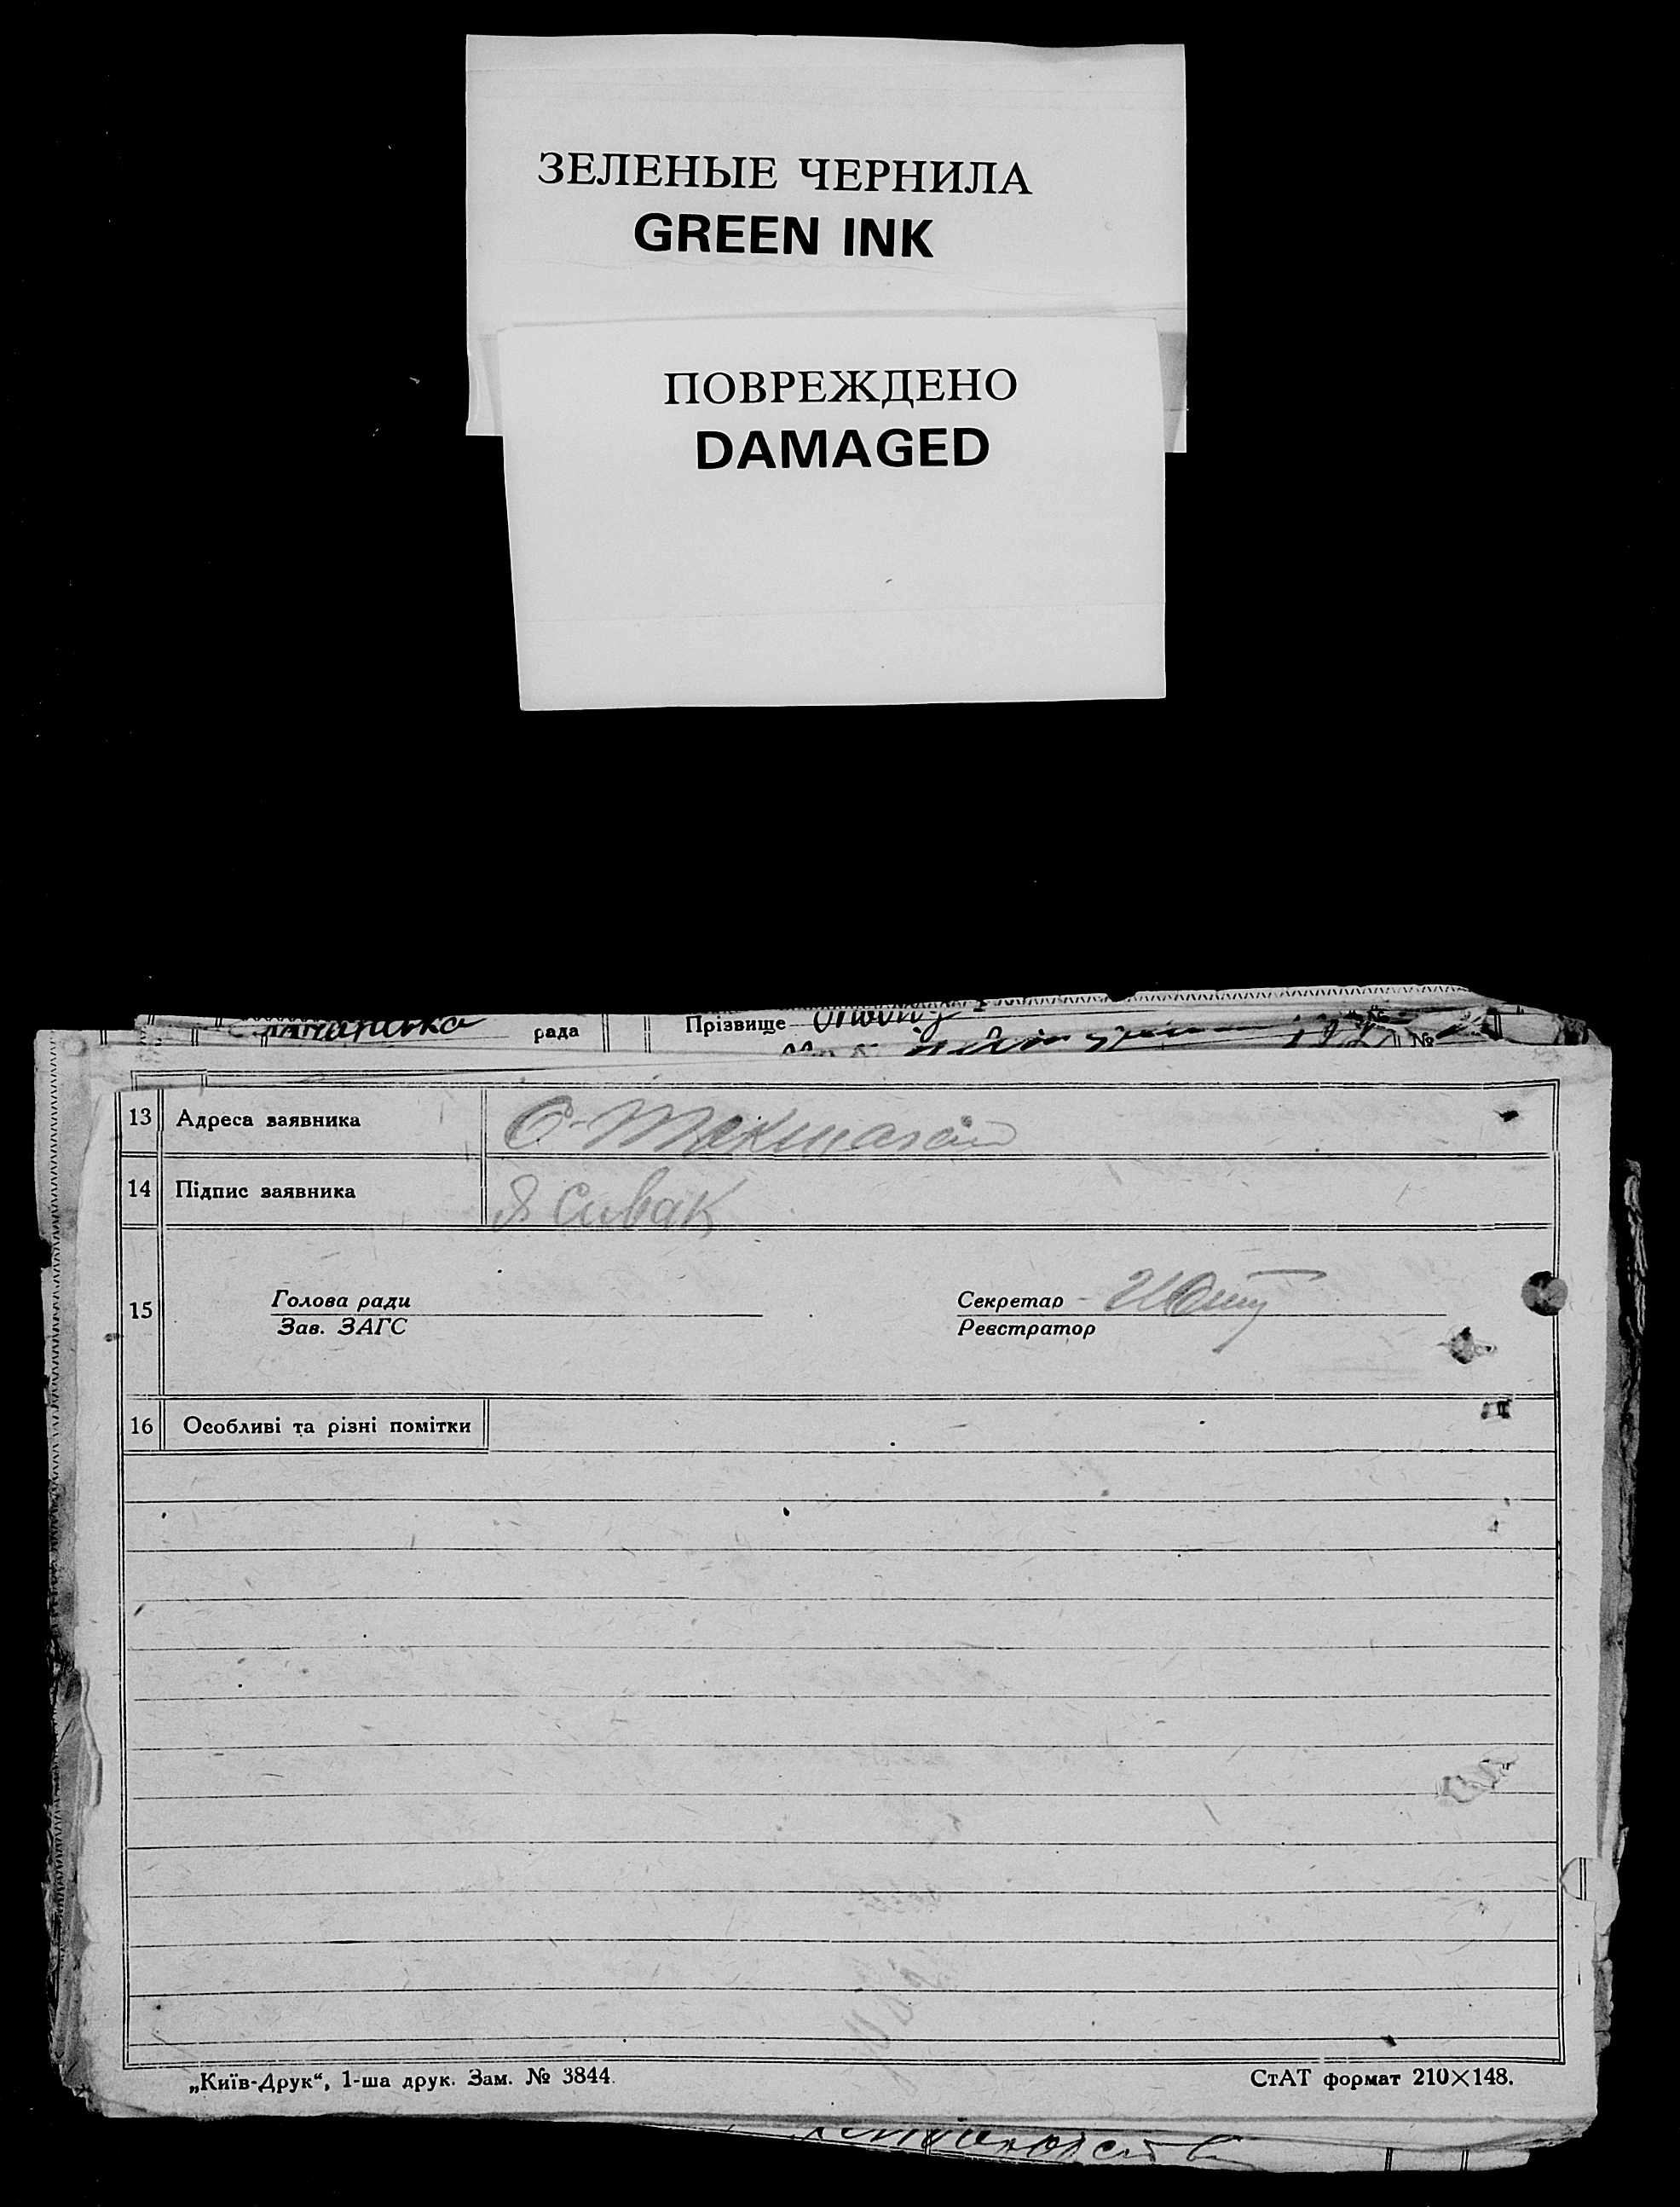 ЗЕЛЕНЫЕ ЧЕРНИЛА
GREEN INK
ПОВРЕЖДЕНО
DAMAGED
рада Прізвище
№
13 Адреса заявника С.
14 Підпис заявника Я Сивак
15 Голова ради Секретар
Зав. ЗАГС Реєстратор
16 Особливі та різні помітки
„Київ-Друк“, 1-ша друк. Зам. № 3844. СтАТ формат 210×148.